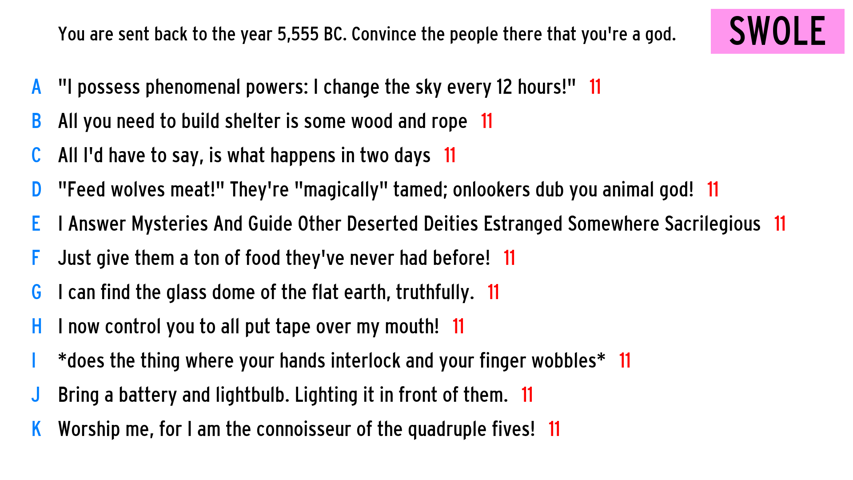 You are sent back to the year 5,555 BC. Convince the people there that you're a god.
SWOLE
A "I possess phenomenal powers: I change the sky every 12 hours!" 11
B All you need to build shelter is some wood and rope 11
C All I'd have to say, is what happens in two days 11
D "Feed wolves meat!" They're "magically" tamed; onlookers dub you animal god! 11
E I Answer Mysteries And Guide Other Deserted Deities Estranged Somewhere Sacrilegious 11
F Just give them a ton of food they've never had before! 11
G I can find the glass dome of the flat earth, truthfully. 11
H I now control you to all put tape over my mouth! 11
I *does the thing where your hands interlock and your finger wobbles* 11
J Bring a battery and lightbulb. Lighting it in front of them. 11
K Worship me, for I am the connoisseur of the quadruple fives! 11